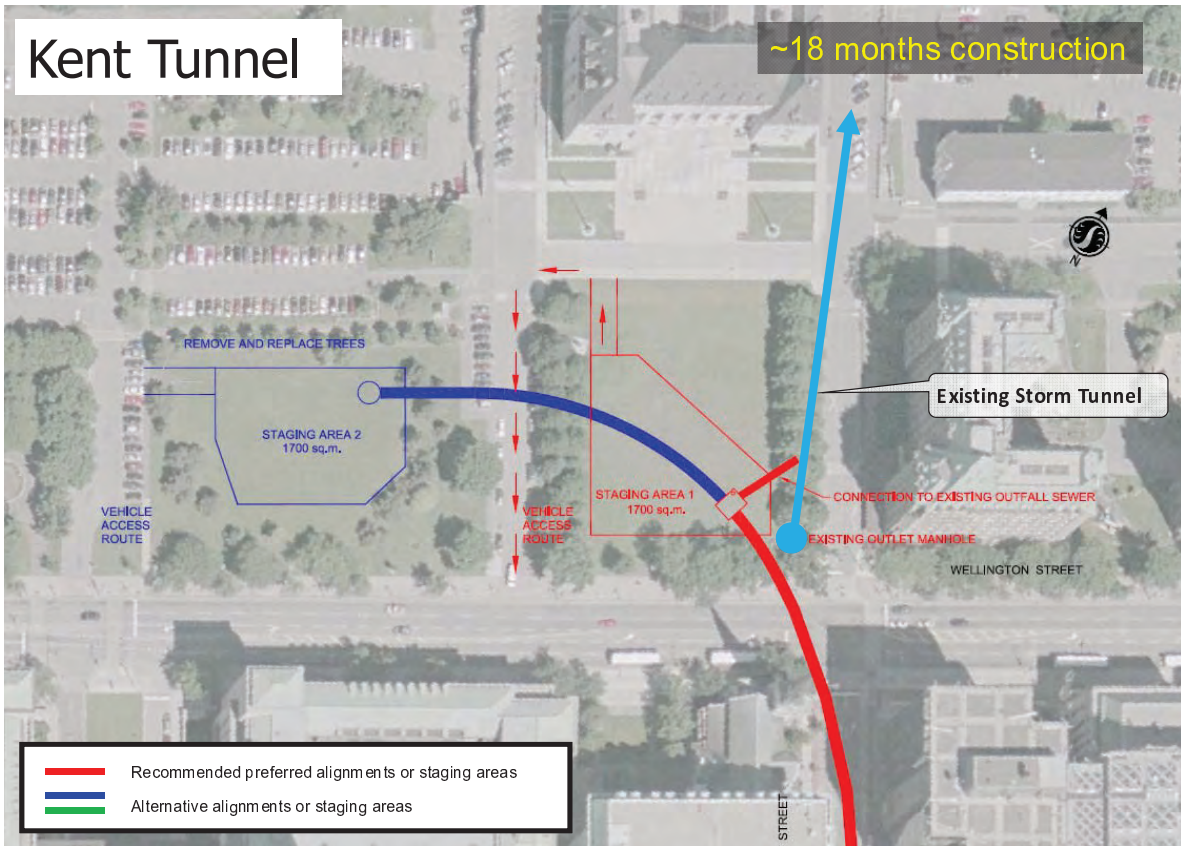 Kent Tunnel
~18 months construction
N
REMOVE AND REPLACE TREES
Existing Storm Tunnel
STAGING AREA 2
1700 sq.m.
STAGING AREA 1
1700 sq.m.
CONNECTION TO EXISTING OUTFALL SEWER
VEHICLE
ACCESS
ROUTE
VEHICLE
ACCESS
ROUTE
EXISTING OUTLET MANHOLE
WELLINGTON STREET
Recommended preferred alignments or staging areas
Alternative alignments or staging areas
STREET